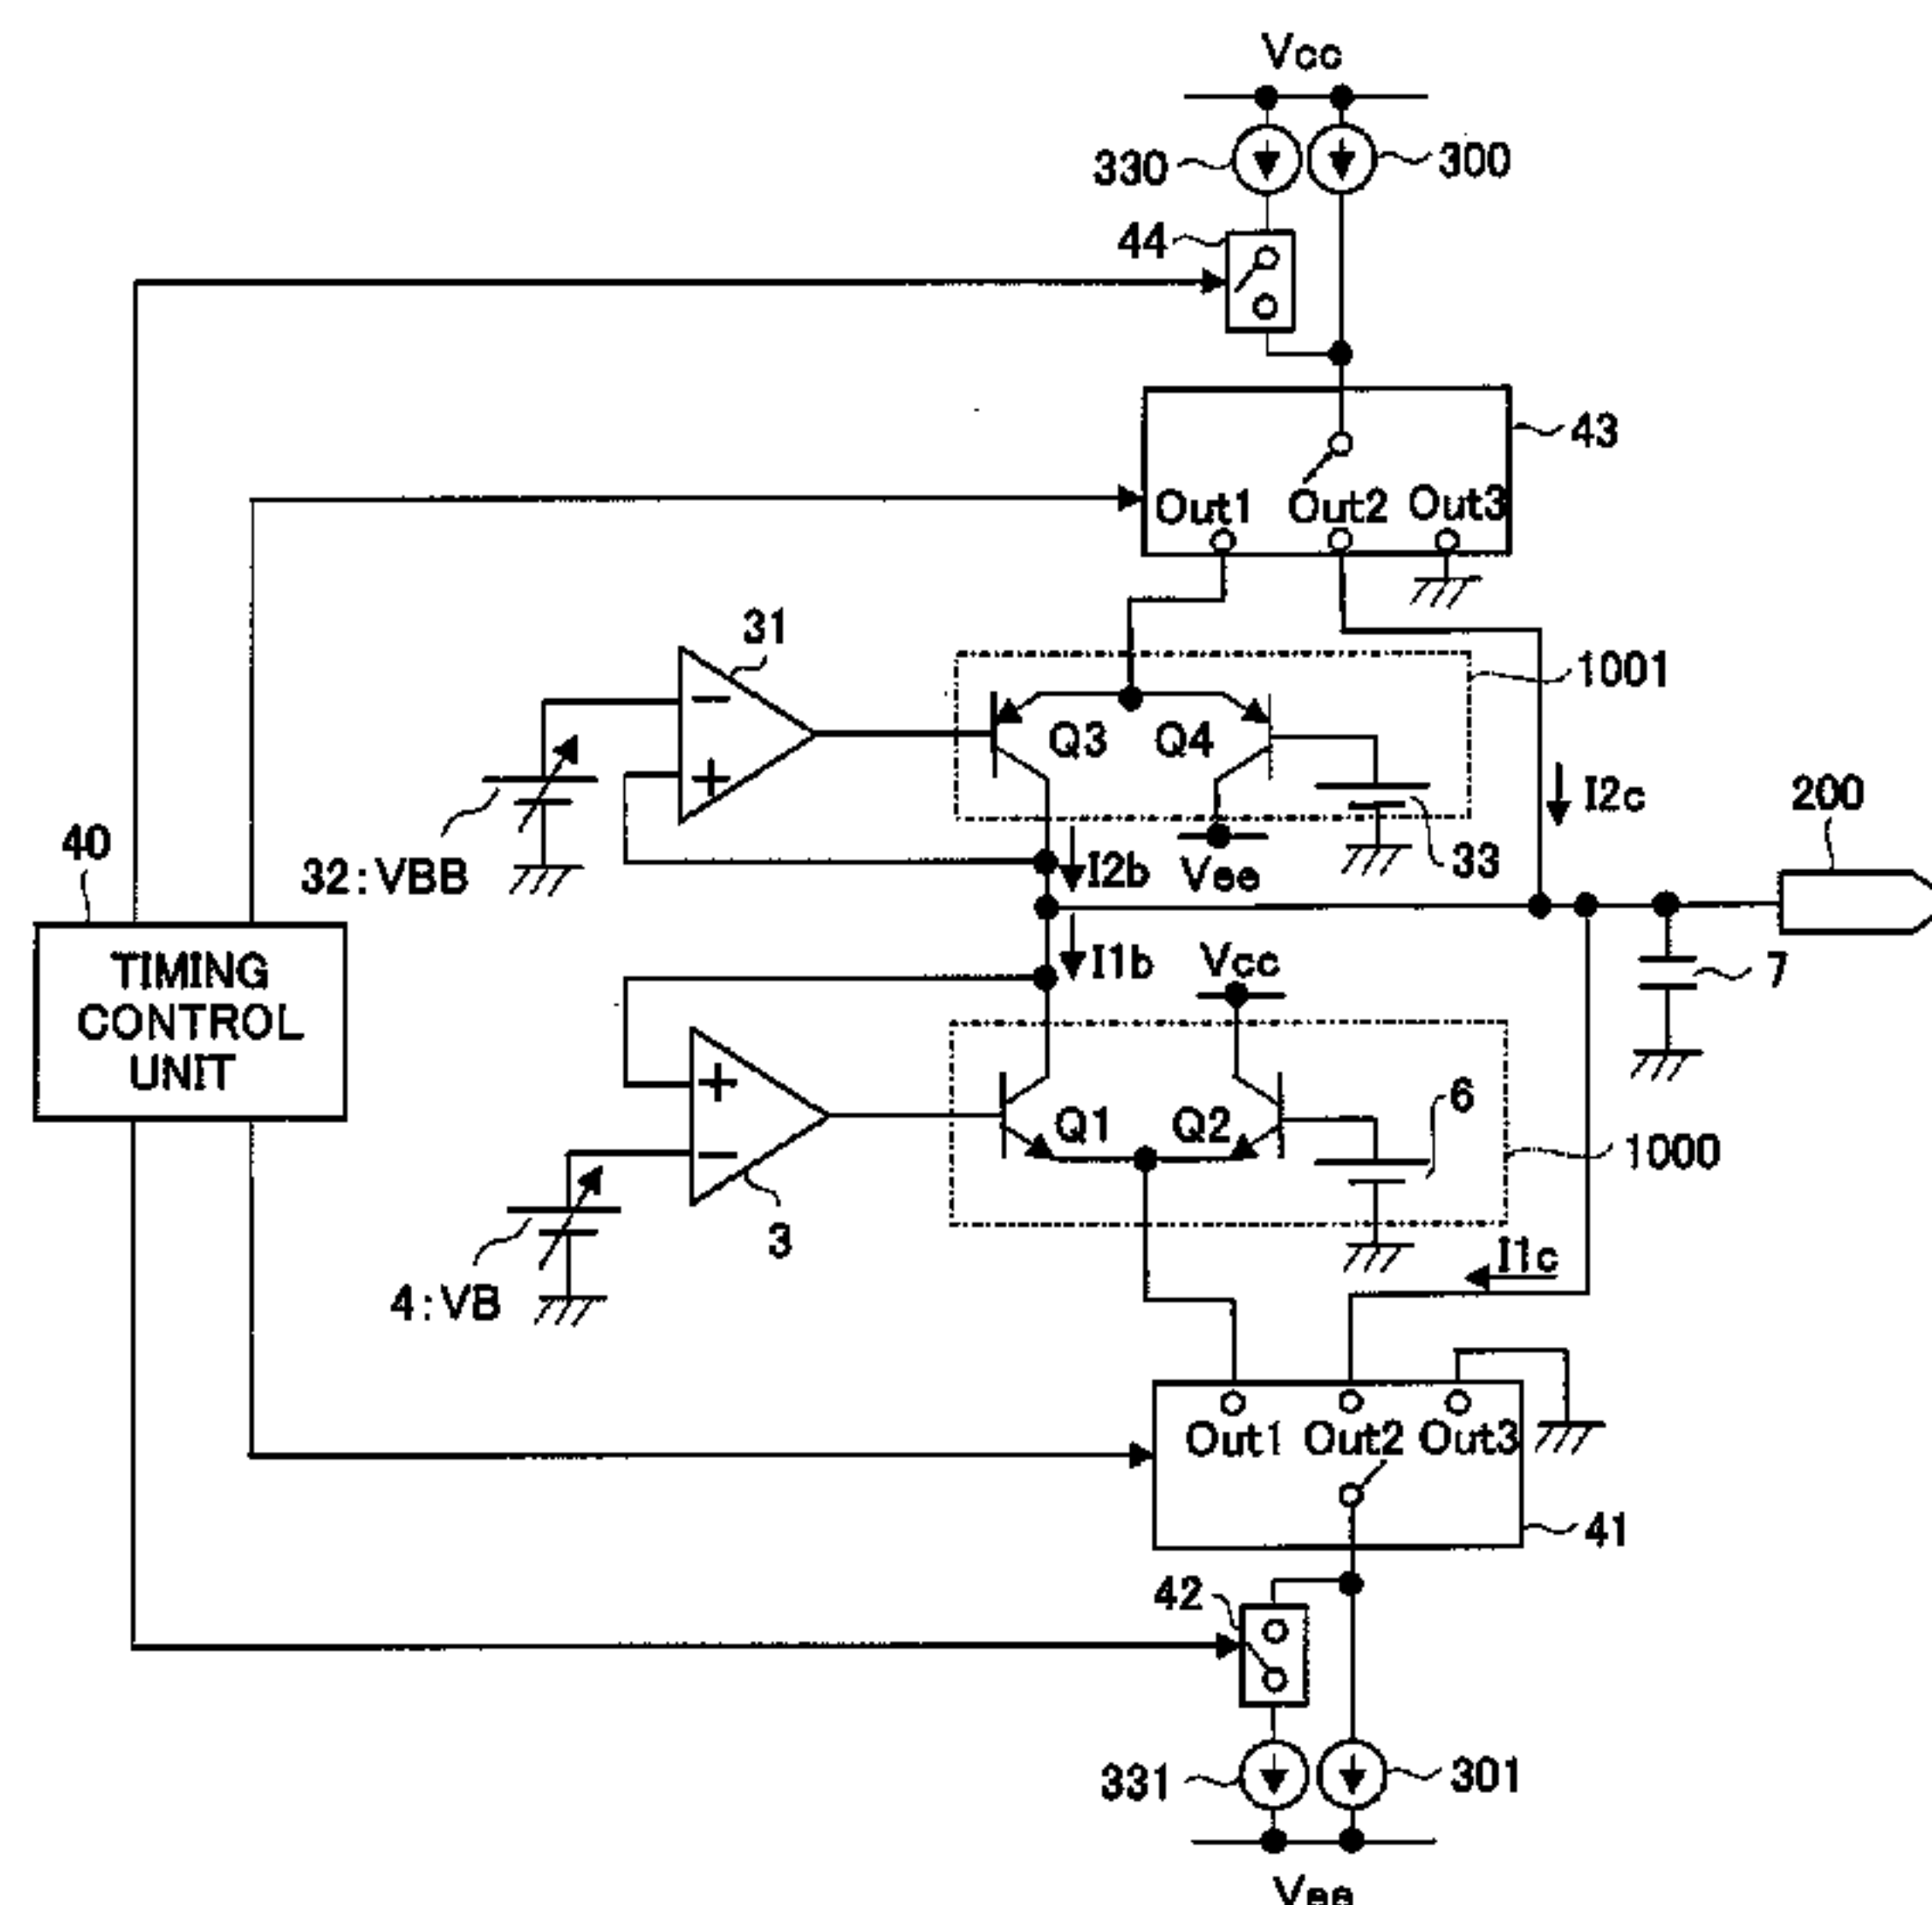 Vcc
330
300
44
43
Out1
Out2
Out3
31
1001
Q3
Q4
I2c
200
40
32:VBB
I2b
Vee
33
TIMING
CONTROL
UNIT
I1b
Vcc
7
6
Q1
Q2
1000
3
I1c
4:VB
Out1
Out2
Out3
41
42
331
301
Vee